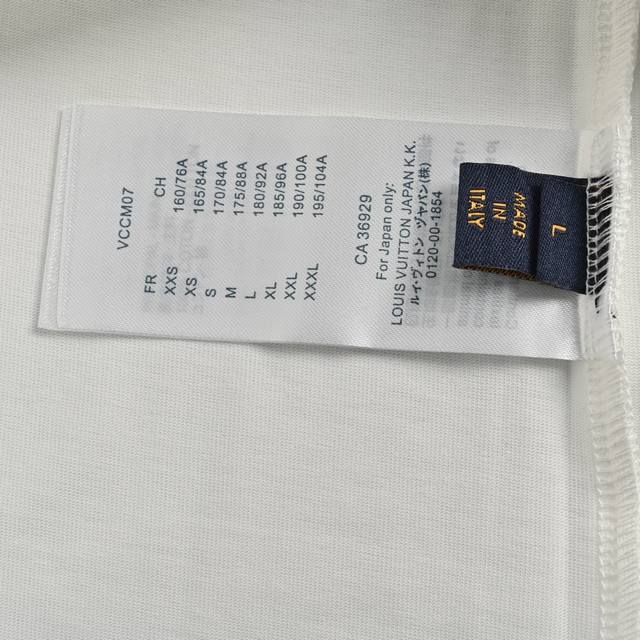 VCCM07
FR CH
XXS 160/76A
XS 165/84A
S 170/84A
M 175/88A
L 180/92A
XL 185/96A
XXL 190/100A
XXXL 195/104A
CA 36929
For Japan only:
LOUIS VUITTON JAPAN K.K.
ルイ・ヴィトン ヅャパン(株)
0120-00-1854
MADE
IN
ITALY
L